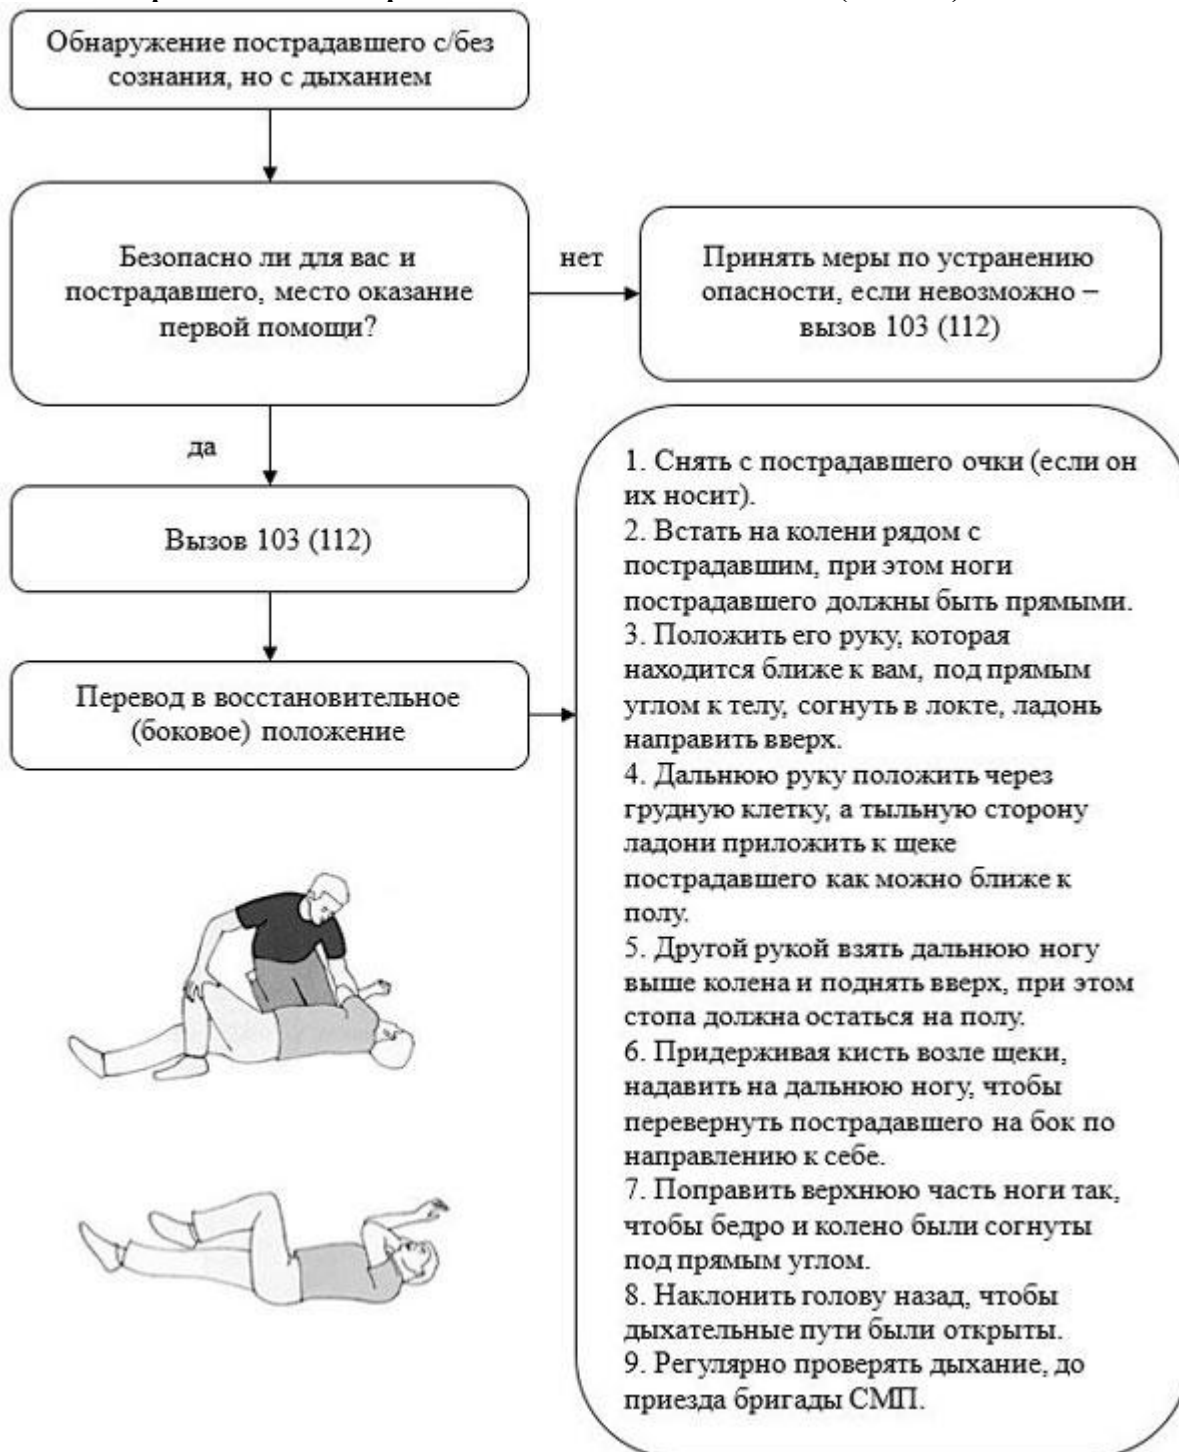 Обнаружение пострадавшего с/без
сознания, но с дыханием
Безопасно ли для вас и
пострадавшего, место оказание
первой помощи?
нет
Принять меры по устранению
опасности, если невозможно –
вызов 103 (112)
да
Вызов 103 (112)
Перевод в восстановительное
(боковое) положение
1. Снять с пострадавшего очки (если он
их носит).
2. Встать на колени рядом с
пострадавшим, при этом ноги
пострадавшего должны быть прямыми.
3. Положить его руку, которая
находится ближе к вам, под прямым
углом к телу, согнуть в локте, ладонь
направить вверх.
4. Дальнюю руку положить через
грудную клетку, а тыльную сторону
ладони приложить к щеке
пострадавшего как можно ближе к
полу.
5. Другой рукой взять дальнюю ногу
выше колена и поднять вверх, при этом
стопа должна остаться на полу.
6. Придерживая кисть возле щеки,
надавить на дальнюю ногу, чтобы
перевернуть пострадавшего на бок по
направлению к себе.
7. Поправить верхнюю часть ноги так,
чтобы бедро и колено были согнуты
под прямым углом.
8. Наклонить голову назад, чтобы
дыхательные пути были открыты.
9. Регулярно проверять дыхание, до
приезда бригады СМП.